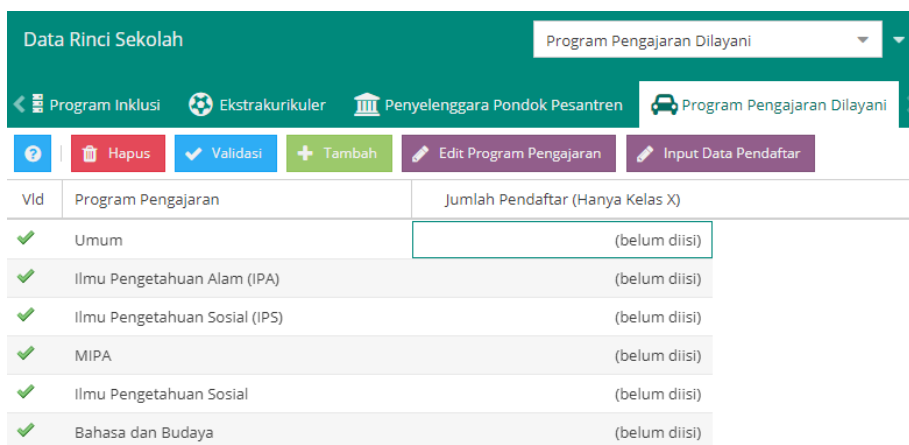 Data Rinci Sekolah
Program Pengajaran Dilayani
Program Inklusi
Ekstrakurikuler
Penyelenggara Pondok Pesantren
Program Pengajaran Dilayani
?
Hapus
Validasi
Tambah
Edit Program Pengajaran
Input Data Pendaftar
Vld Program Pengajaran Jumlah Pendaftar (Hanya Kelas X)
Umum (belum diisi)
Ilmu Pengetahuan Alam (IPA) (belum diisi)
Ilmu Pengetahuan Sosial (IPS) (belum diisi)
MIPA (belum diisi)
Ilmu Pengetahuan Sosial (belum diisi)
Bahasa dan Budaya (belum diisi)